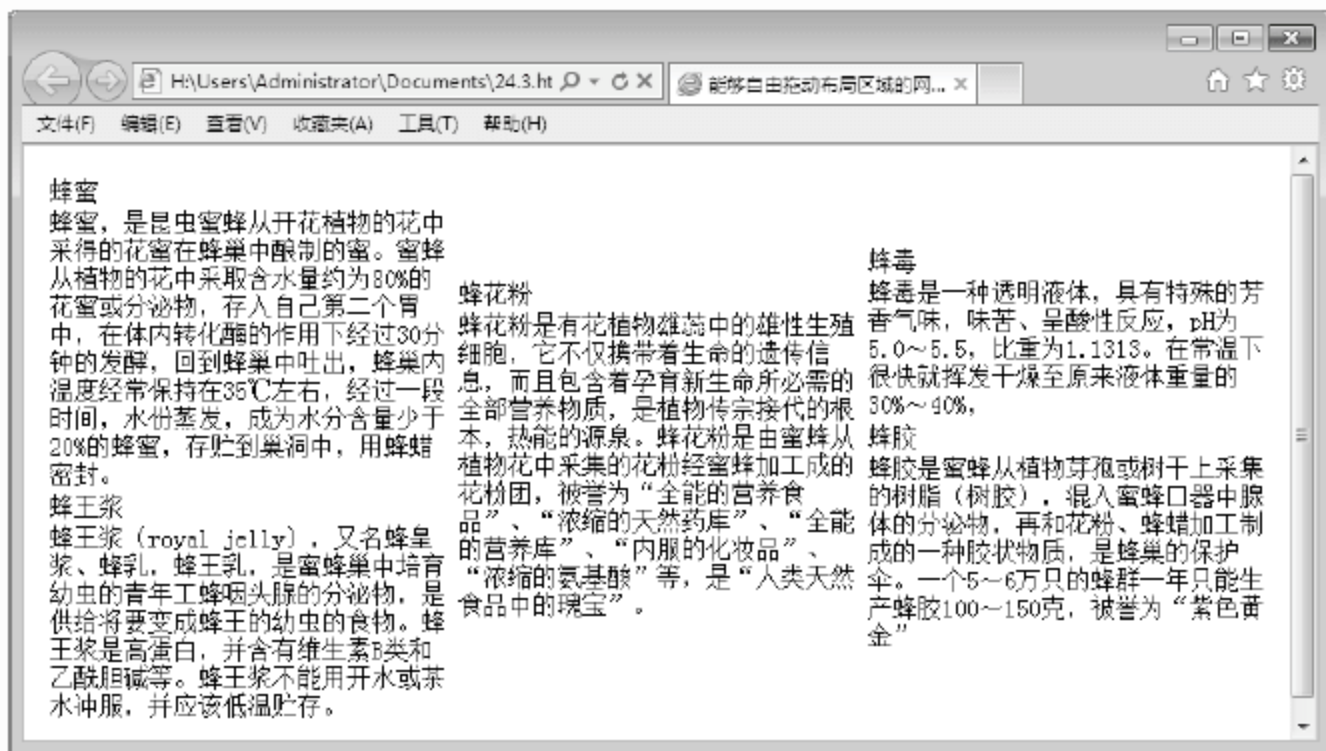 H:\Users\Administrator\Documents\24.3.ht
能够自由拖动布局区域的网...
文件(F) 编辑(E) 查看(V) 收藏夹(A) 工具(T) 帮助(H)
蜂蜜
蜂蜜，是昆虫蜜蜂从开花植物的花中
采得的花蜜在蜂巢中酿制的蜜。蜜蜂
从植物的花中采取含水量约为80%的
花蜜或分泌物，存入自己第二个胃
中，在体内转化酶的作用下经过30分
钟的发酵，回到蜂巢中吐出，蜂巢内
温度经常保持在35℃左右，经过一段
时间，水份蒸发，成为水分含量少于
20%的蜂蜜，存贮到巢洞中，用蜂蜡
密封。
蜂王浆
蜂王浆（royal jelly），又名蜂皇
浆、蜂乳，蜂王乳，是蜜蜂巢中培育
幼虫的青年工蜂咽头腺的分泌物，是
供给将要变成蜂王的幼虫的食物。蜂
王浆是高蛋白，并含有维生素B类和
乙酰胆碱等。蜂王浆不能用开水或茶
水冲服，并应该低温贮存。
蜂花粉
蜂花粉是有花植物雄蕊中的雄性生殖
细胞，它不仅携带着生命的遗传信
息，而且包含着孕育新生命所必需的
全部营养物质，是植物传宗接代的根
本，热能的源泉。蜂花粉是由蜜蜂从
植物花中采集的花粉经蜜蜂加工成的
花粉团，被誉为“全能的营养食
品”、“浓缩的天然药库”、“全能
的营养库”、“内服的化妆品”、
“浓缩的氨基酸”等，是“人类天然
食品中的瑰宝”。
蜂毒
蜂毒是一种透明液体，具有特殊的芳
香气味，味苦、呈酸性反应，pH为
5.0～5.5，比重为1.1313。在常温下
很快就挥发干燥至原来液体重量的
30%～40%，
蜂胶
蜂胶是蜜蜂从植物芽孢或树干上采集
的树脂（树胶），混入蜜蜂口器中腺
体的分泌物，再和花粉、蜂蜡加工制
成的一种胶状物质，是蜂巢的保护
伞。一个5～6万只的蜂群一年只能生
产蜂胶100～150克，被誉为“紫色黄
金”